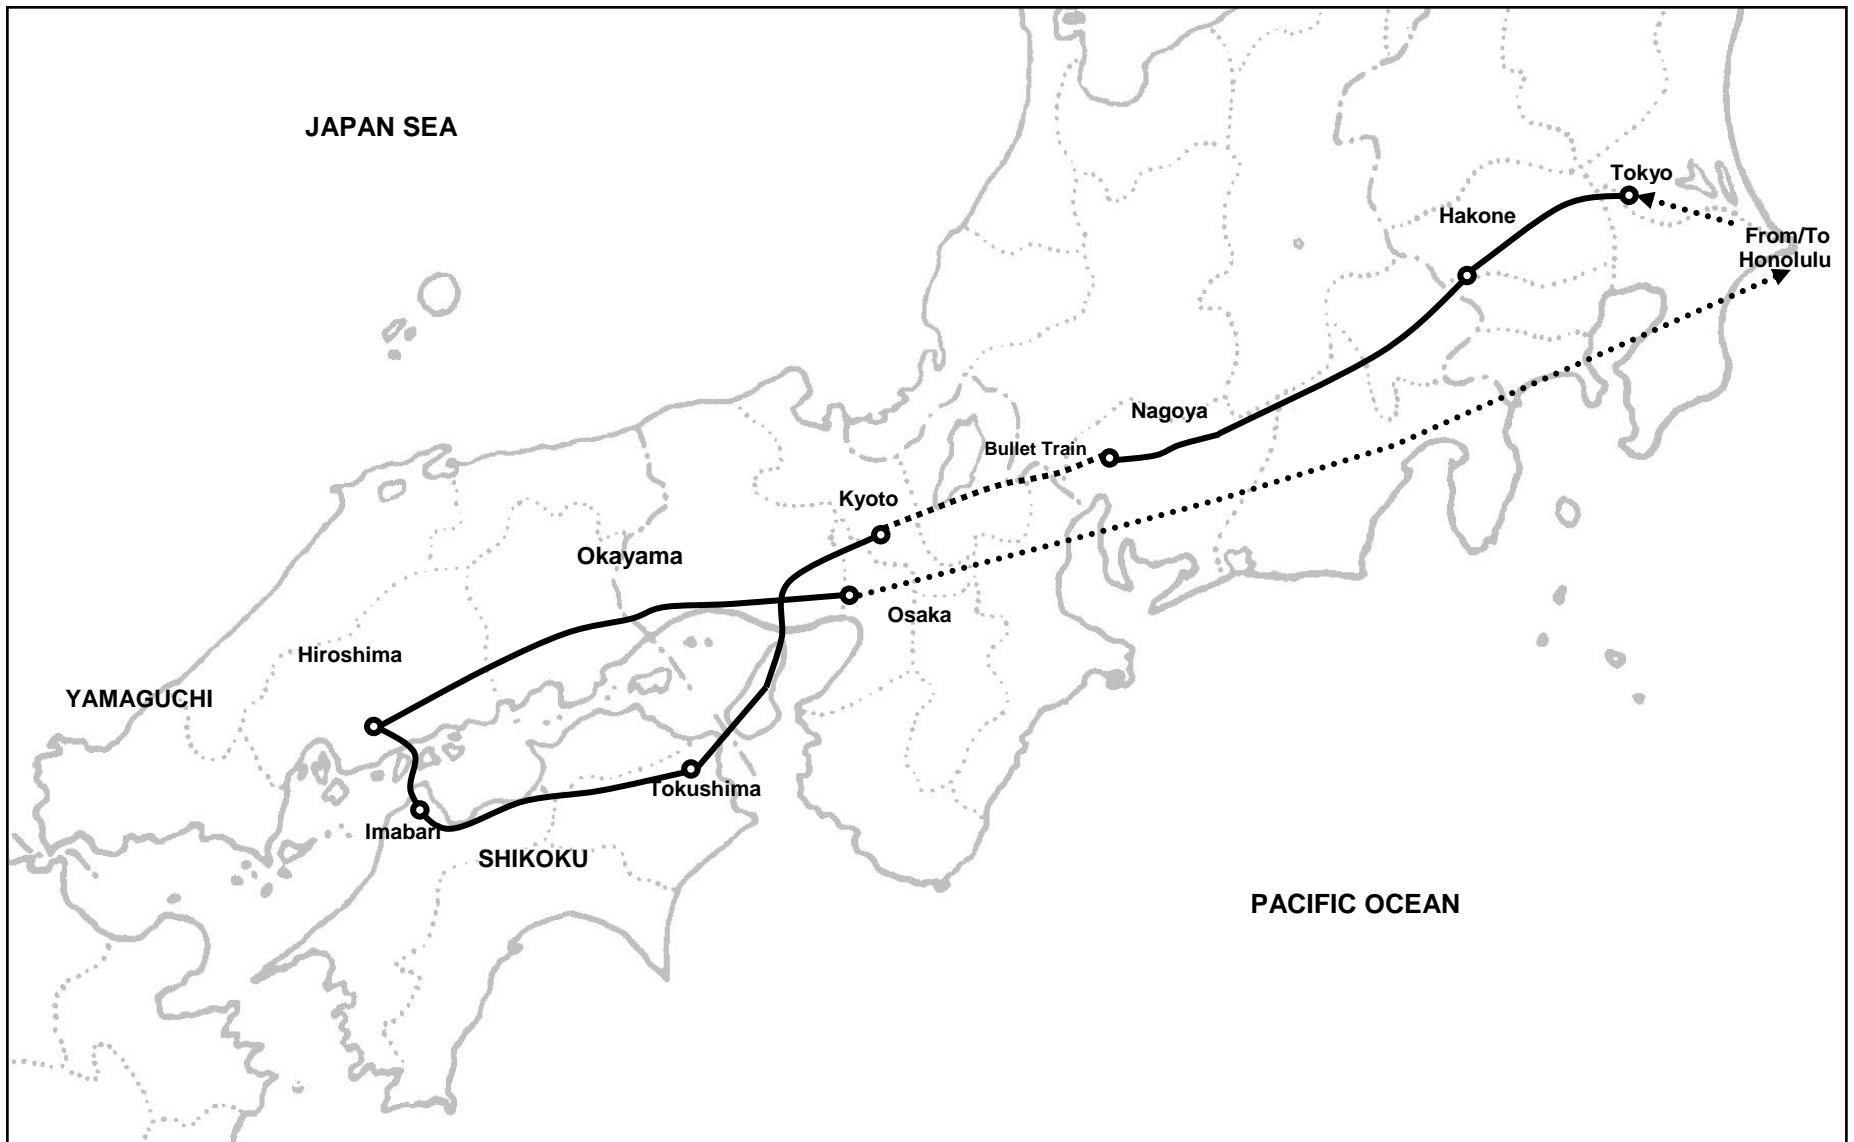 JAPAN SEA
Tokyo
Hakone
From/To
Honolulu
Nagoya
Bullet Train
Kyoto
Okayama
Osaka
Hiroshima
YAMAGUCHI
Tokushima
Imabari
SHIKOKU
PACIFIC OCEAN